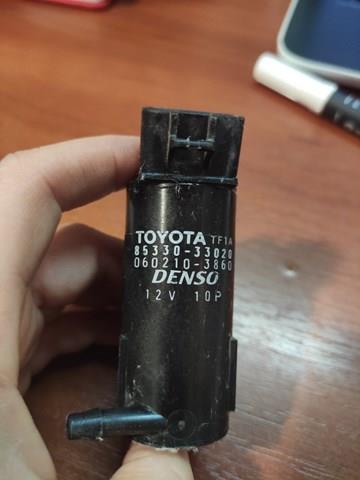 TOYOTA TF1A
85330-33020
060210-3860
DENSO
12V 10P